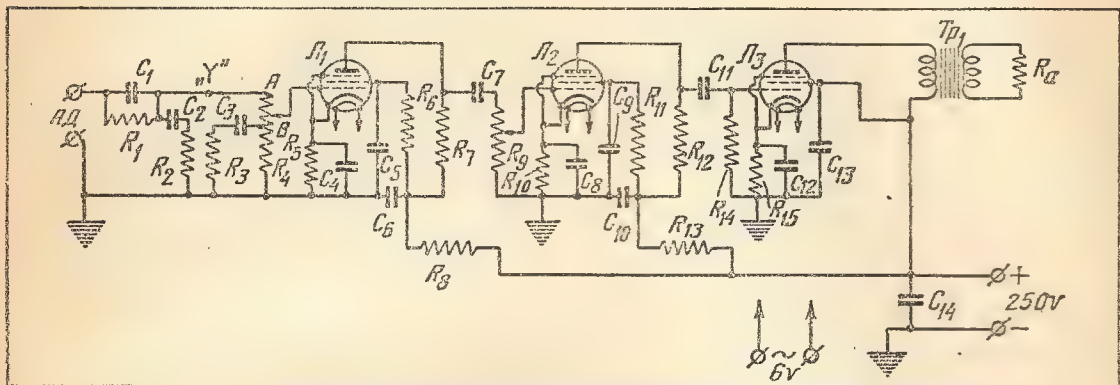 АД
C1
R1
"У"
C2
R2
C3
R3
A
B
R4
Л1
R5
C4
C5
C6
R6
R7
R8
C7
R9
Л2
R10
C8
C9
C10
R11
R12
R13
C11
R14
Л3
R15
C12
C13
Тр1
Ra
C14
+
250v
−
~
6v